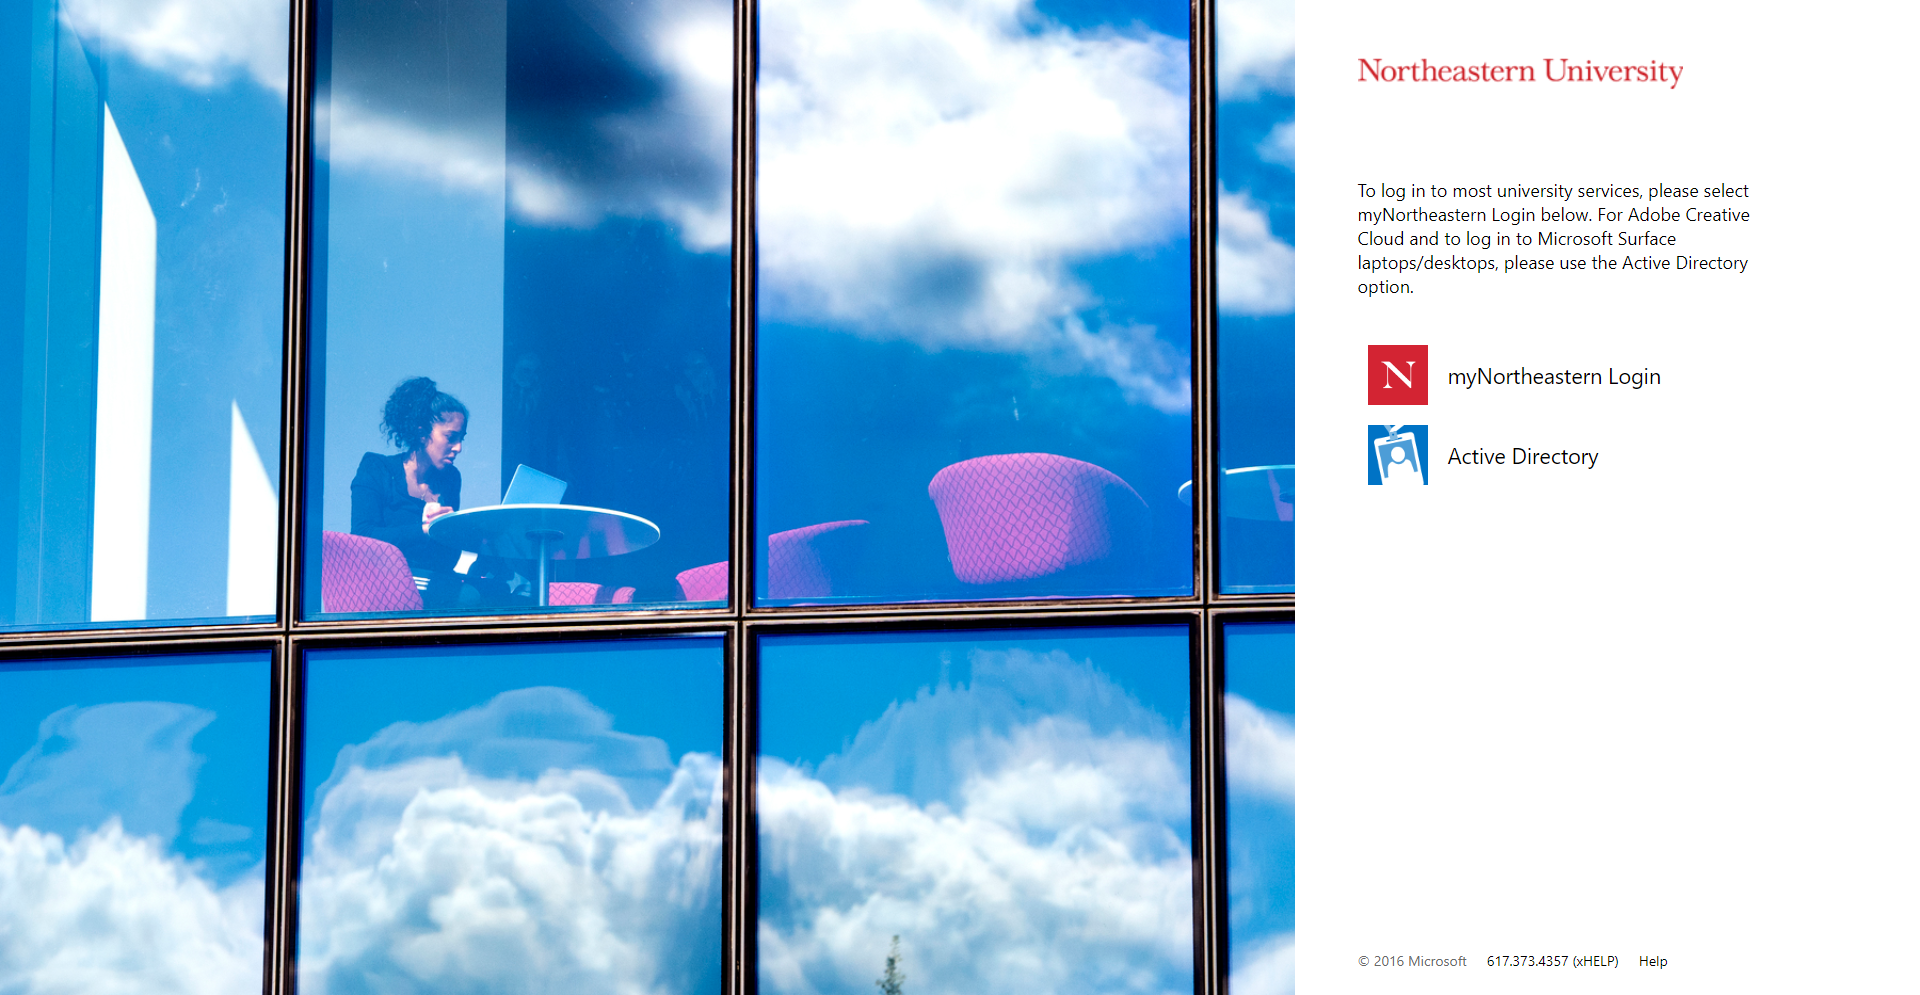 Northeastern University
To log in to most university services, please select
myNortheastern Login below. For Adobe Creative
Cloud and to log in to Microsoft Surface
laptops/desktops, please use the Active Directory
option.
N
myNortheastern Login
Active Directory
© 2016 Microsoft 617.373.4357 (xHELP) Help